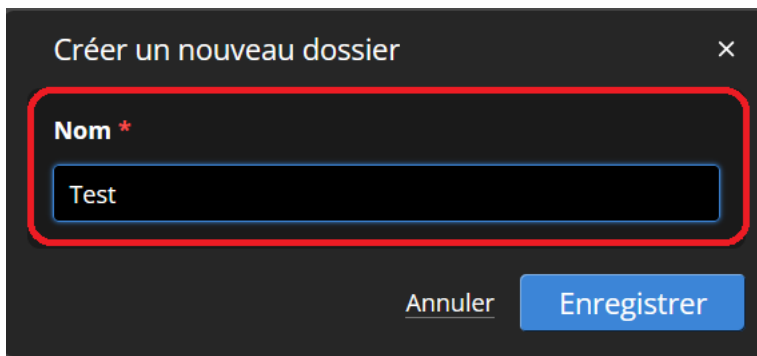 Créer un nouveau dossier ×
Nom *
Test
Annuler Enregistrer